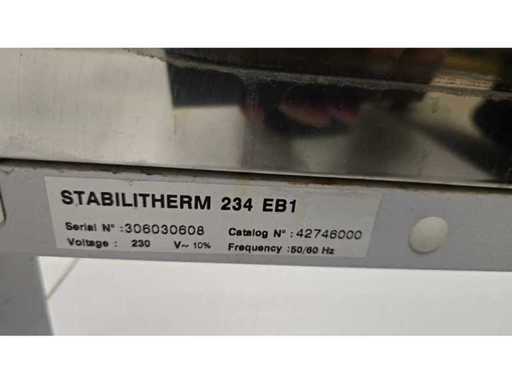 STABILITHERM 234 EB1
Serial N° :306030608 Catalog N° :42746000
Voltage : 230 V~ 10% Frequency :50/60 Hz